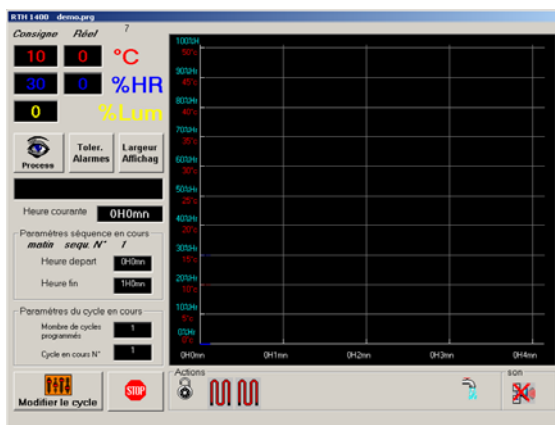 RTH 1400 demo.prg
Consigne Réel 7
10 0 °C
30 0 %HR
0 %Lum
Process
Toler. Alarmes
Largeur Affichag
Heure courante 0H0mn
Paramètres séquence en cours
matin sequ. N° 1
Heure depart 0H0mn
Heure fin 1H0mn
Paramètres du cycle en cours
Mombre de cycles programmés 1
Cycle en cours N° 1
Modifier le cycle
STOP
100%H
50°c
90%Hr
45°c
80%Hr
40°c
70%Hr
35°c
60%Hr
30°c
50%Hr
25°c
40%Hr
20°c
30%Hr
15°c
20%Hr
10°c
10%Hr
5°c
0%Hr
0°c
0H0mn 0H1mn 0H2mn 0H3mn 0H4mn
Actions
son